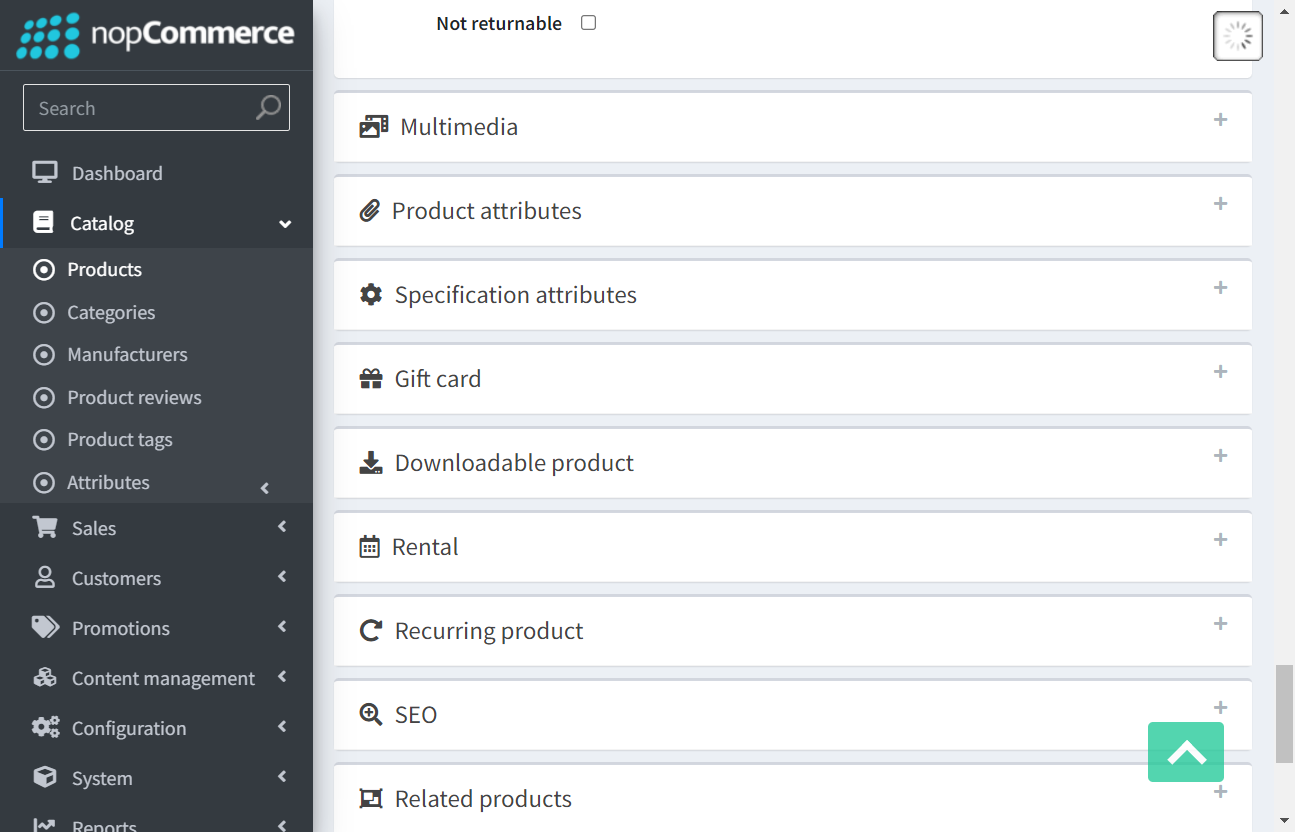 nopCommerce
Search
Dashboard
Catalog
Products
Categories
Manufacturers
Product reviews
Product tags
Attributes
Sales
Customers
Promotions
Content management
Configuration
System
Reports
Not returnable
Multimedia
Product attributes
Specification attributes
Gift card
Downloadable product
Rental
Recurring product
SEO
Related products